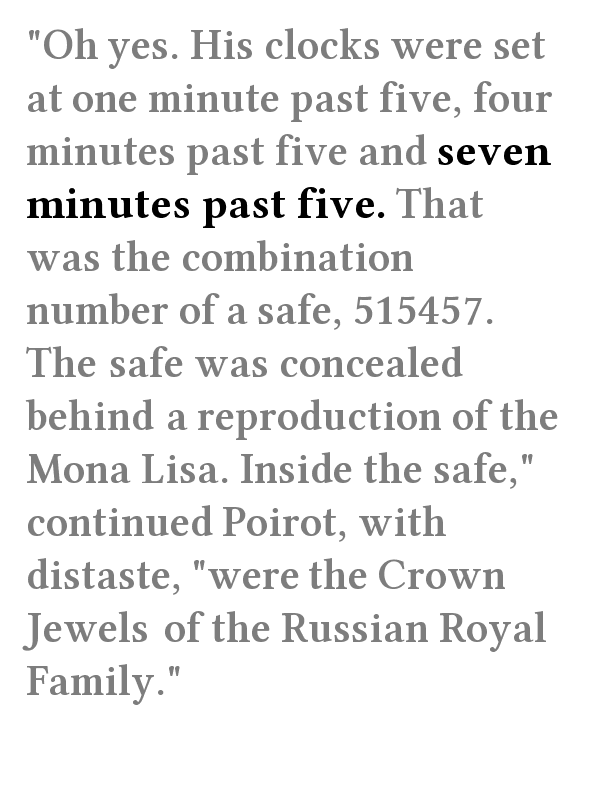 "Oh yes. His clocks were set
at one minute past five, four
minutes past five and seven
minutes past five. That
was the combination
number of a safe, 515457.
The safe was concealed
behind a reproduction of the
Mona Lisa. Inside the safe,"
continued Poirot, with
distaste, "were the Crown
Jewels of the Russian Royal
Family."